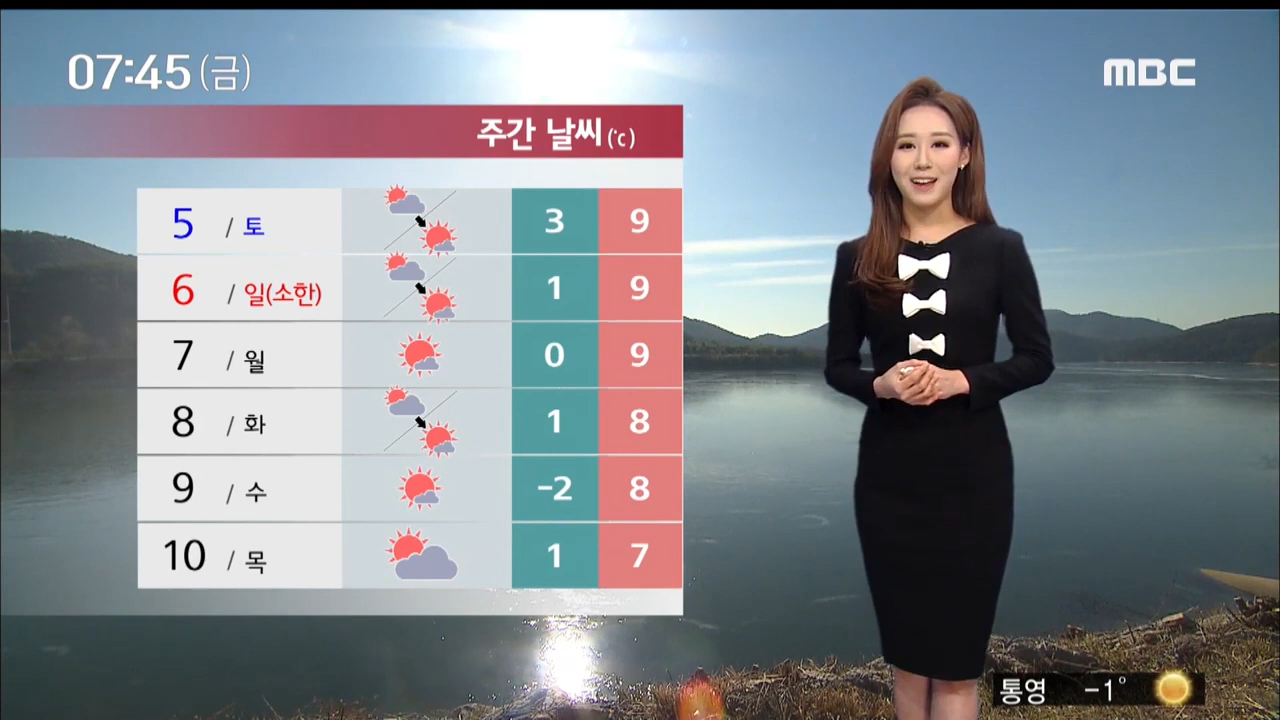 07:45(금)
MBC
주간 날씨(℃)
5 / 토 3 9
6 / 일(소한) 1 9
7 / 월 0 9
8 / 화 1 8
9 / 수 -2 8
10 / 목 1 7
통영 -1°